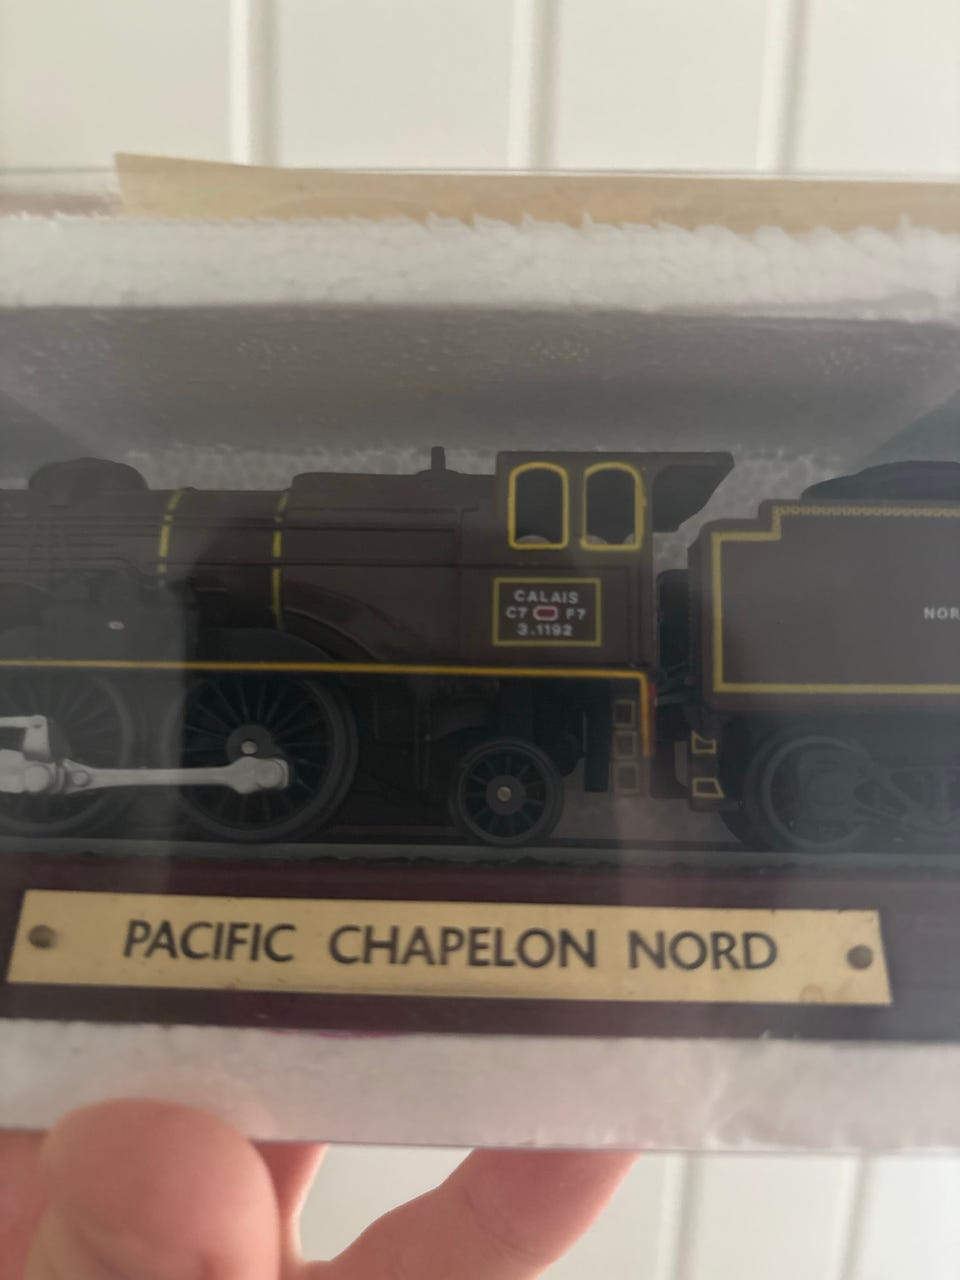 CALAIS
C7 F7
3.1192
NOR
PACIFIC CHAPELON NORD